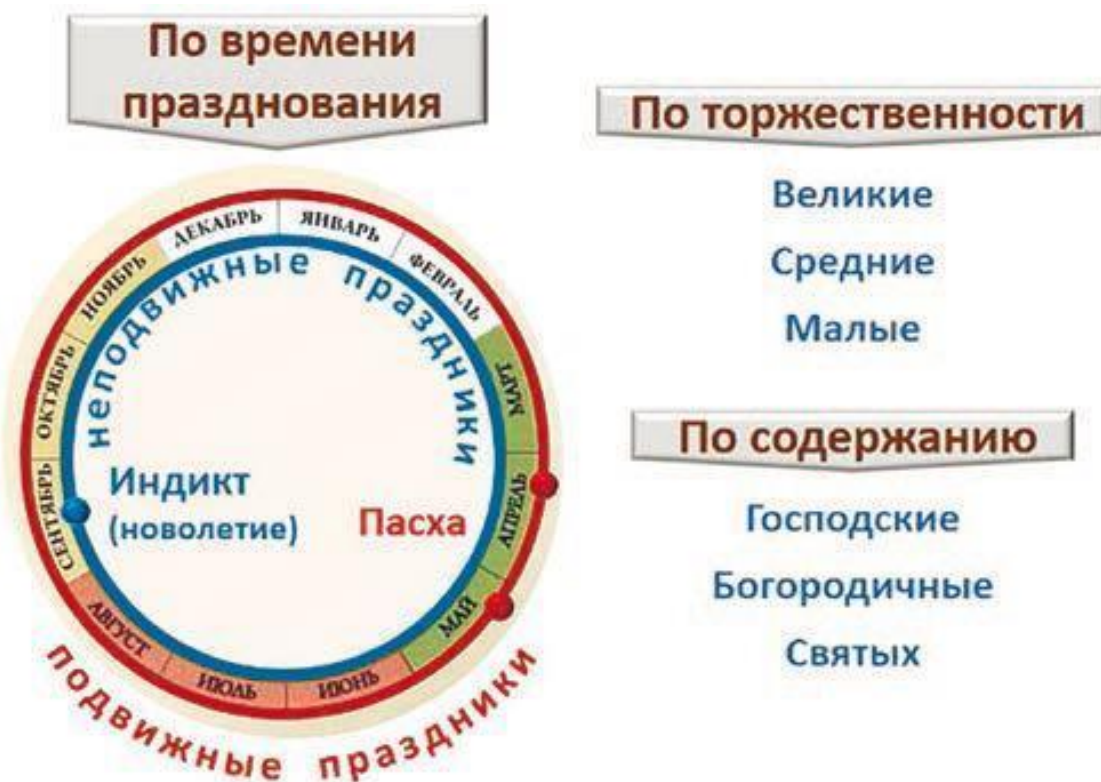 По времени
празднования
ДЕКАБРЬ
ЯНВАРЬ
ФЕВРАЛЬ
МАРТ
АПРЕЛЬ
МАЙ
ИЮНЬ
ИЮЛЬ
АВГУСТ
СЕНТЯБРЬ
ОКТЯБРЬ
НОЯБРЬ
неподвижные праздники
Индикт
(новолетие)
Пасха
подвижные праздники
По торжественности
Великие
Средние
Малые
По содержанию
Господские
Богородичные
Святых